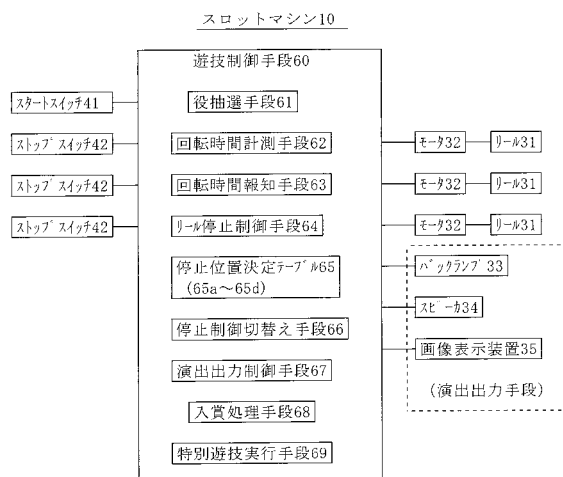 スロットマシン10
遊技制御手段60
スタートスイッチ41
ストップスイッチ42
ストップスイッチ42
ストップスイッチ42
役抽選手段61
回転時間計測手段62
回転時間報知手段63
リール停止制御手段64
停止位置決定テーブル65
(65a～65d)
停止制御切替え手段66
演出出力制御手段67
入賞処理手段68
特別遊技実行手段69
モータ32
リール31
モータ32
リール31
モータ32
リール31
バックランプ33
スピーカ34
画像表示装置35
(演出出力手段)